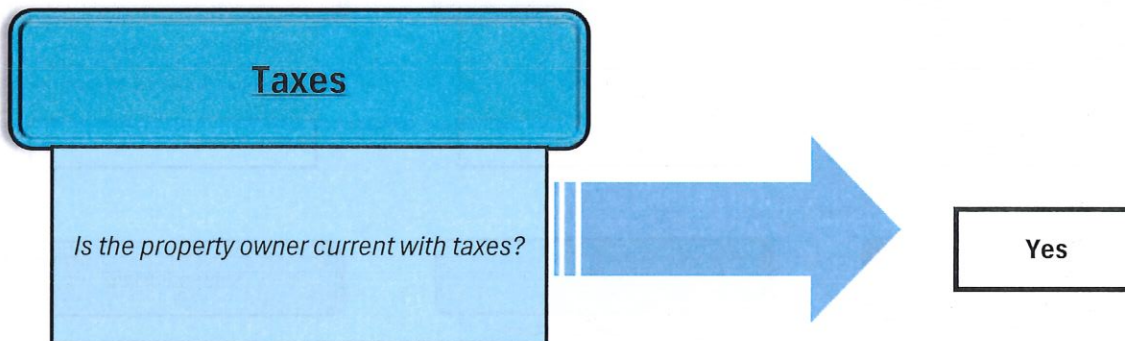 Taxes
Is the property owner current with taxes?
Yes